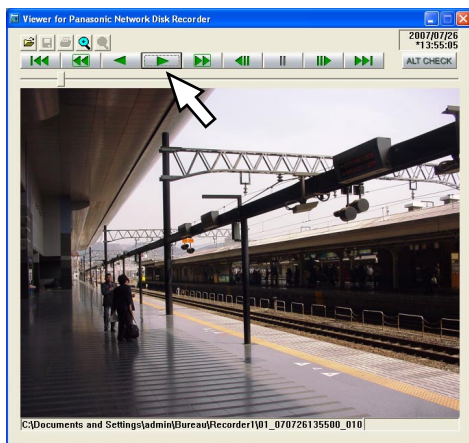 Viewer for Panasonic Network Disk Recorder
2007/07/26
*13:55:05
ALT CHECK
C:\Documents and Settings\admin\Bureau\Recorder1\01_070726135500_010